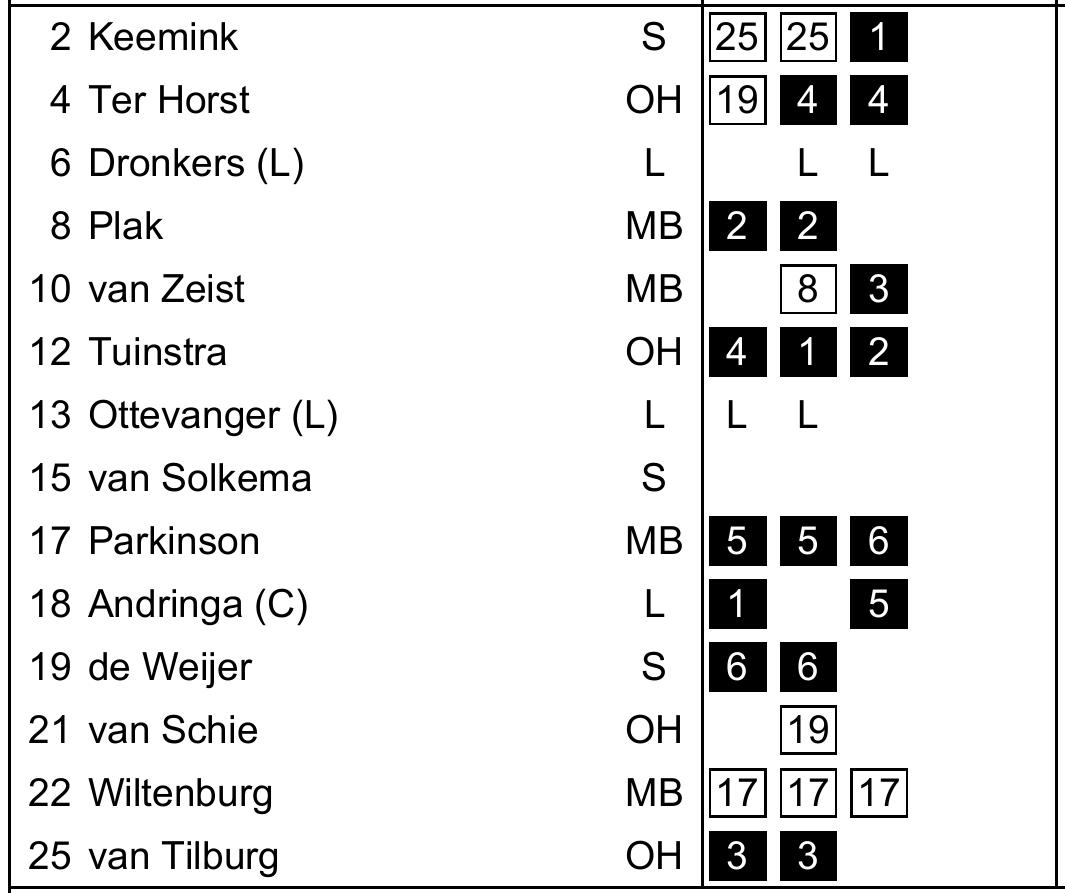 2 Keemink S 25 25 1
4 Ter Horst OH 19 4 4
6 Dronkers (L) L L L
8 Plak MB 2 2
10 van Zeist MB 8 3
12 Tuinstra OH 4 1 2
13 Ottevanger (L) L L L
15 van Solkema S
17 Parkinson MB 5 5 6
18 Andringa (C) L 1 5
19 de Weijer S 6 6
21 van Schie OH 19
22 Wiltenburg MB 17 17 17
25 van Tilburg OH 3 3